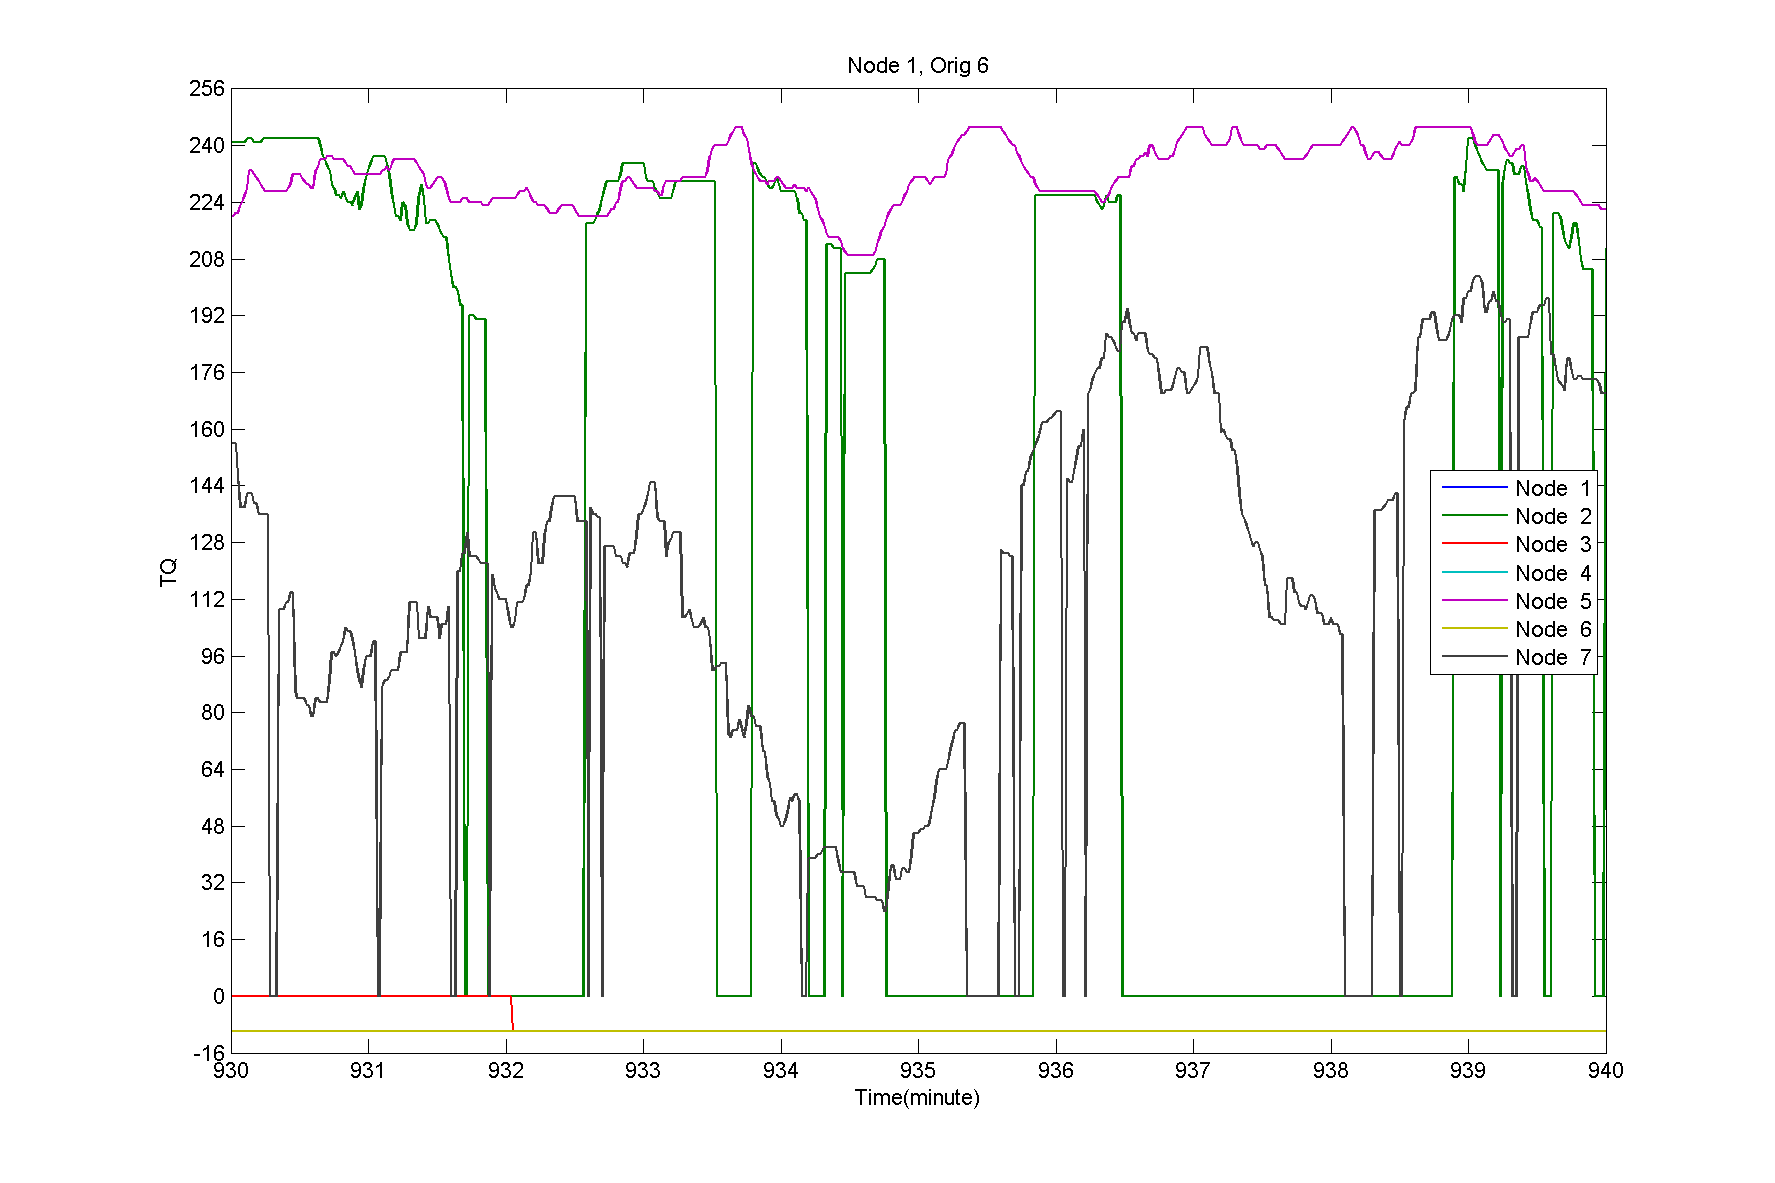 Node 1, Orig 6
256
240
224
208
192
176
160
144
128
112
96
80
64
48
32
16
0
-16
TQ
Node 1
Node 2
Node 3
Node 4
Node 5
Node 6
Node 7
930 931 932 933 934 935 936 937 938 939 940
Time(minute)